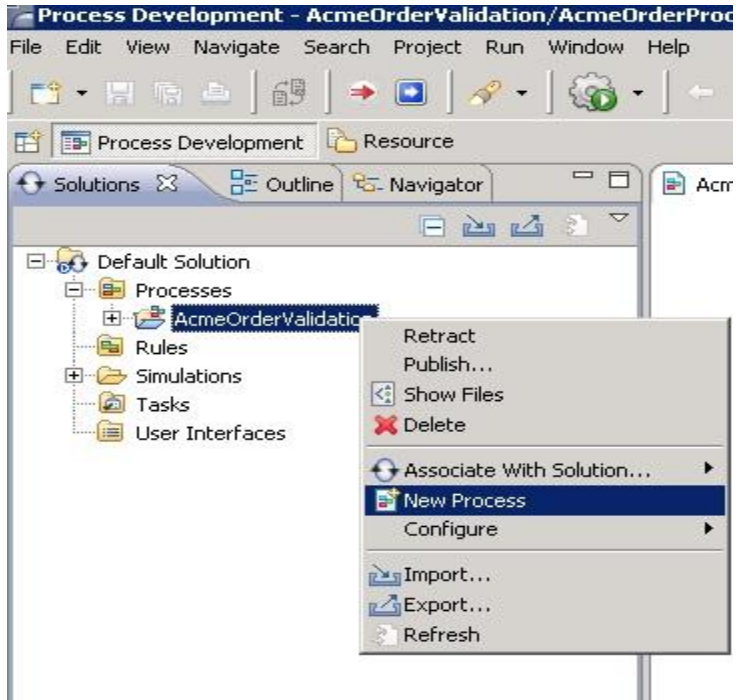 Process Development - AcmeOrderValidation/AcmeOrderProc
File Edit View Navigate Search Project Run Window Help
Process Development Resource
Solutions Outline Navigator Acm
Default Solution
Processes
AcmeOrderValidation
Rules
Simulations
Tasks
User Interfaces
Retract
Publish...
Show Files
Delete
Associate With Solution...
New Process
Configure
Import...
Export...
Refresh